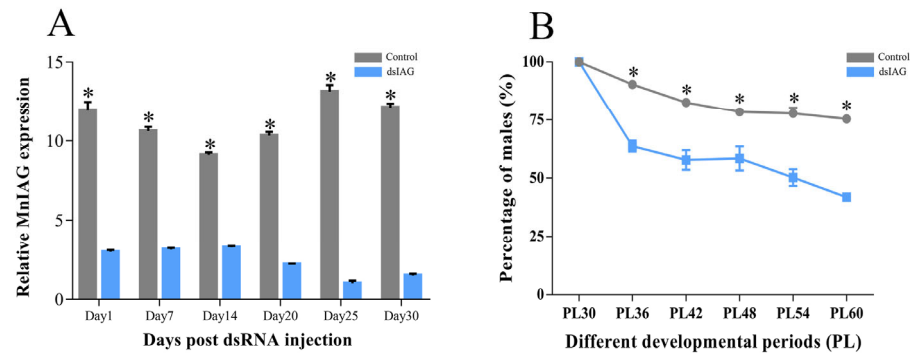 A
Control
dsIAG
15
10
5
0
* * * * * *
Relative MnIAG expression
Day1 Day7 Day14 Day20 Day25 Day30
Days post dsRNA injection
B
Control
dsIAG
100
75
50
25
0
* * * * *
Percentage of males (%)
PL30 PL36 PL42 PL48 PL54 PL60
Different developmental periods (PL)